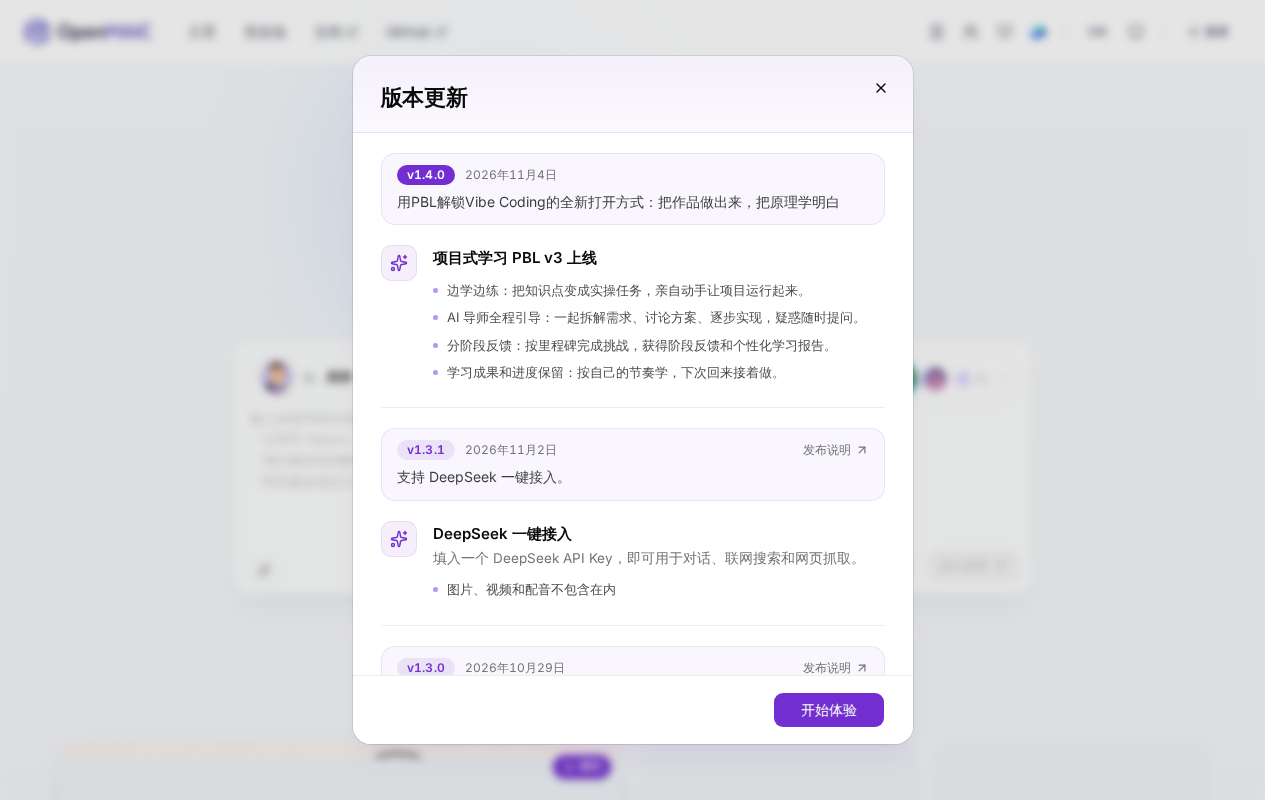 版本更新
v1.4.0 2026年11月4日
用PBL解锁Vibe Coding的全新打开方式：把作品做出来，把原理学明白
项目式学习 PBL v3 上线
边学边练：把知识点变成实操任务，亲自动手让项目运行起来。
AI 导师全程引导：一起拆解需求、讨论方案、逐步实现，疑惑随时提问。
分阶段反馈：按里程碑完成挑战，获得阶段反馈和个性化学习报告。
学习成果和进度保留：按自己的节奏学，下次回来接着做。
v1.3.1 2026年11月2日 发布说明
支持 DeepSeek 一键接入。
DeepSeek 一键接入
填入一个 DeepSeek API Key，即可用于对话、联网搜索和网页抓取。
图片、视频和配音不包含在内
v1.3.0 2026年10月29日 发布说明
开始体验